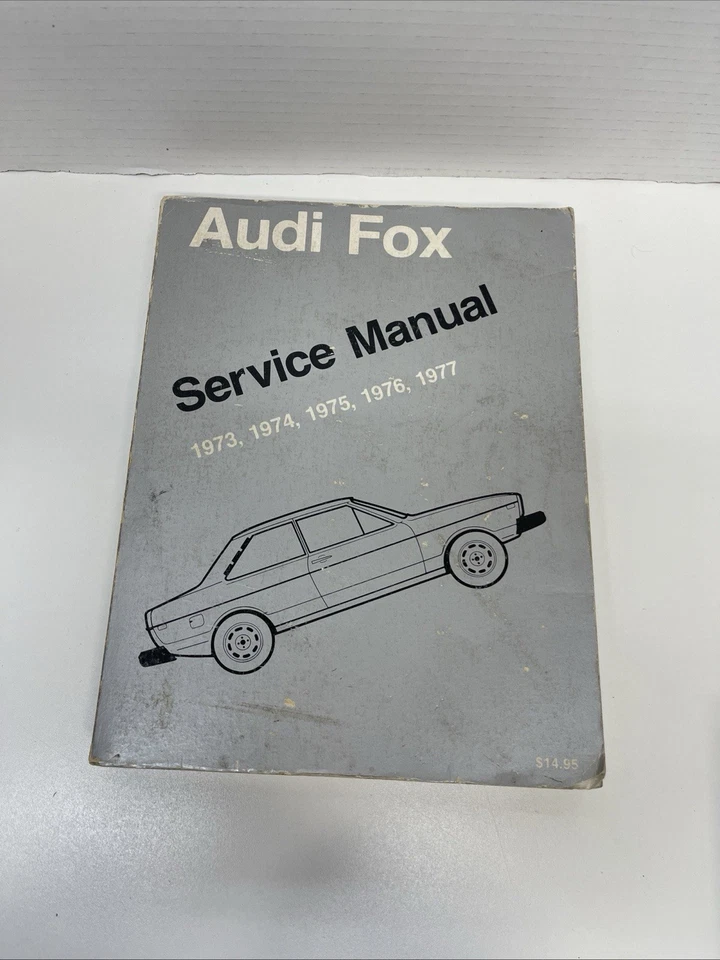 Audi Fox
Service Manual
1973, 1974, 1975, 1976, 1977
$14.95